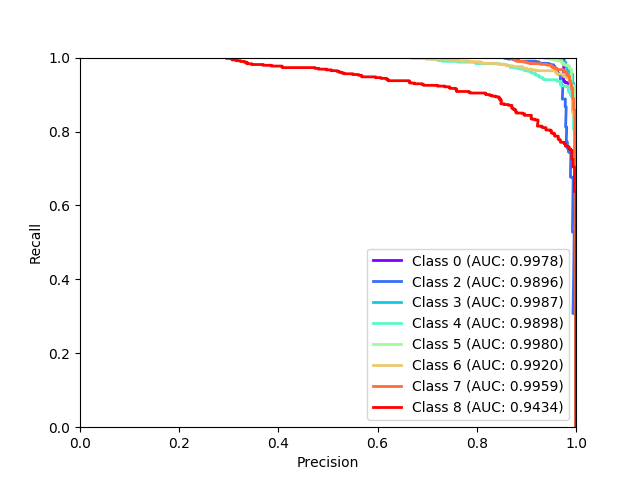 1.0
0.8
0.6
0.4
0.2
0.0
Recall
Class 0 (AUC: 0.9978)
Class 2 (AUC: 0.9896)
Class 3 (AUC: 0.9987)
Class 4 (AUC: 0.9898)
Class 5 (AUC: 0.9980)
Class 6 (AUC: 0.9920)
Class 7 (AUC: 0.9959)
Class 8 (AUC: 0.9434)
0.0 0.2 0.4 0.6 0.8 1.0
Precision